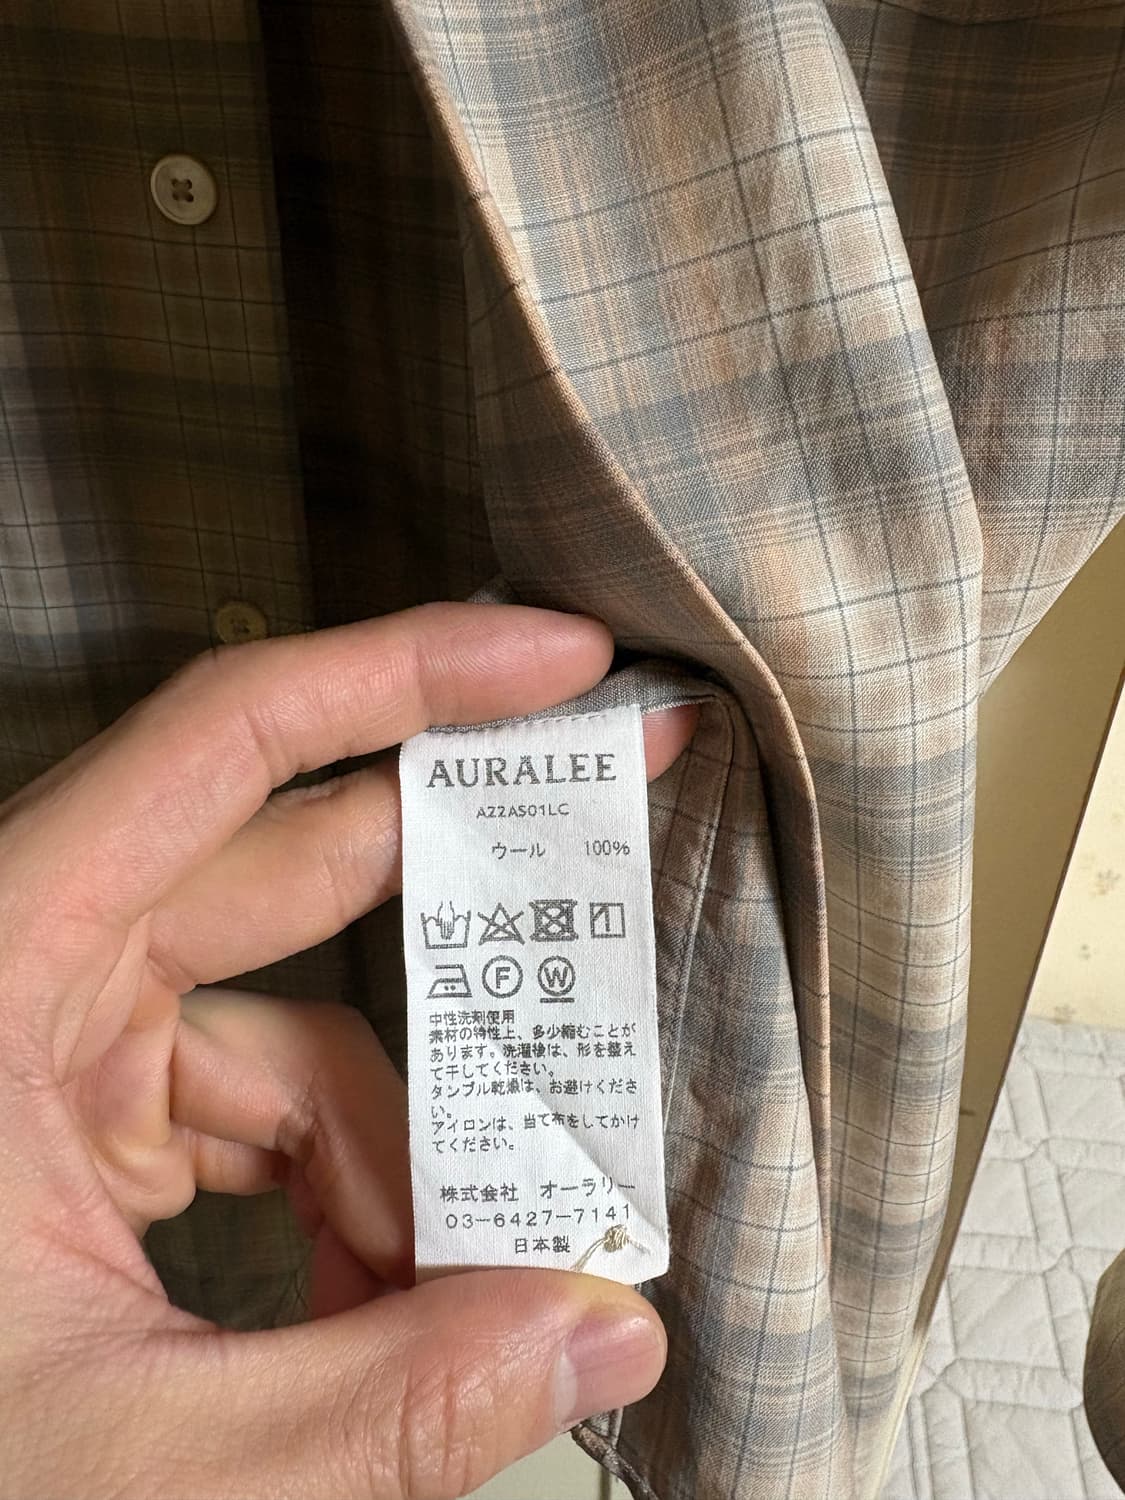 AURALEE
A22AS01LC
ウール 100%
F W
中性洗剤使用
素材の特性上、多少縮むことが
あります。洗濯後は、形を整え
て干してください。
タンブル乾燥は、お避けくださ
い。
アイロンは、当て布をしてかけ
てください。
株式会社 オーラリー
03-6427-7141
日本製